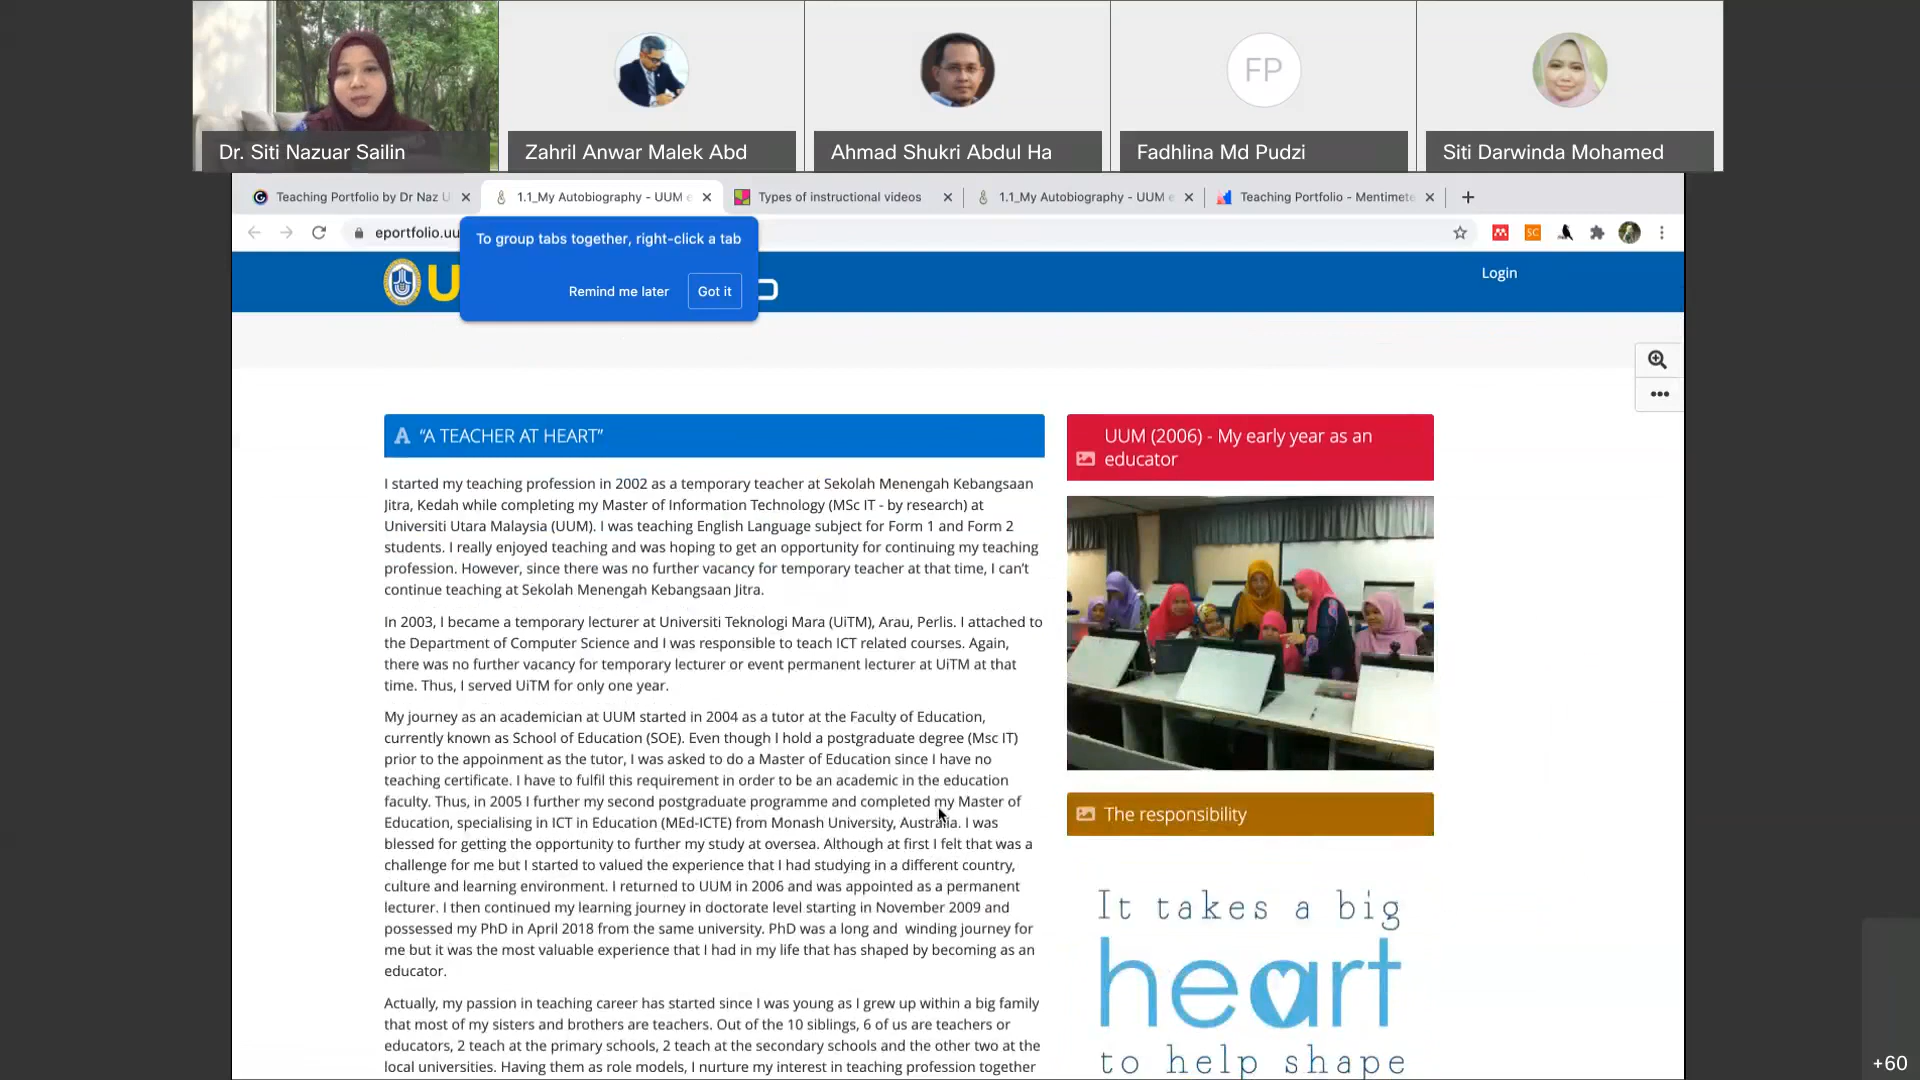 Dr. Siti Nazuar Sailin
Zahril Anwar Malek Abd
Ahmad Shukri Abdul Ha
FP
Fadhlina Md Pudzi
Siti Darwinda Mohamed
Teaching Portfolio by Dr Naz U
1.1_My Autobiography - UUM e
Types of instructional videos
1.1_My Autobiography - UUM e
Teaching Portfolio - Mentimete
eportfolio.uu
SC
To group tabs together, right-click a tab
Remind me later
Got it
U
Login
A "A TEACHER AT HEART"
I started my teaching profession in 2002 as a temporary teacher at Sekolah Menengah Kebangsaan
Jitra, Kedah while completing my Master of Information Technology (MSc IT - by research) at
Universiti Utara Malaysia (UUM). I was teaching English Language subject for Form 1 and Form 2
students. I really enjoyed teaching and was hoping to get an opportunity for continuing my teaching
profession. However, since there was no further vacancy for temporary teacher at that time, I can't
continue teaching at Sekolah Menengah Kebangsaan Jitra.
In 2003, I became a temporary lecturer at Universiti Teknologi Mara (UiTM), Arau, Perlis. I attached to
the Department of Computer Science and I was responsible to teach ICT related courses. Again,
there was no further vacancy for temporary lecturer or event permanent lecturer at UiTM at that
time. Thus, I served UiTM for only one year.
My journey as an academician at UUM started in 2004 as a tutor at the Faculty of Education,
currently known as School of Education (SOE). Even though I hold a postgraduate degree (Msc IT)
prior to the appoinment as the tutor, I was asked to do a Master of Education since I have no
teaching certificate. I have to fulfil this requirement in order to be an academic in the education
faculty. Thus, in 2005 I further my second postgraduate programme and completed my Master of
Education, specialising in ICT in Education (MEd-ICTE) from Monash University, Australia. I was
blessed for getting the opportunity to further my study at oversea. Although at first I felt that was a
challenge for me but I started to valued the experience that I had studying in a different country,
culture and learning environment. I returned to UUM in 2006 and was appointed as a permanent
lecturer. I then continued my learning journey in doctorate level starting in November 2009 and
possessed my PhD in April 2018 from the same university. PhD was a long and winding journey for
me but it was the most valuable experience that I had in my life that has shaped by becoming as an
educator.
Actually, my passion in teaching career has started since I was young as I grew up within a big family
that most of my sisters and brothers are teachers. Out of the 10 siblings, 6 of us are teachers or
educators, 2 teach at the primary schools, 2 teach at the secondary schools and the other two at the
local universities. Having them as role models, I nurture my interest in teaching profession together
UUM (2006) - My early year as an
educator
The responsibility
It takes a big
heart
to help shape
+60